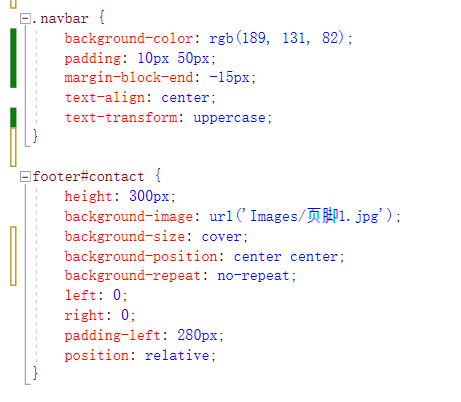 .navbar {
background-color: rgb(189, 131, 82);
padding: 10px 50px;
margin-block-end: -15px;
text-align: center;
text-transform: uppercase;
}
footer#contact {
height: 300px;
background-image: url('Images/页脚1.jpg');
background-size: cover;
background-position: center center;
background-repeat: no-repeat;
left: 0;
right: 0;
padding-left: 280px;
position: relative;
}